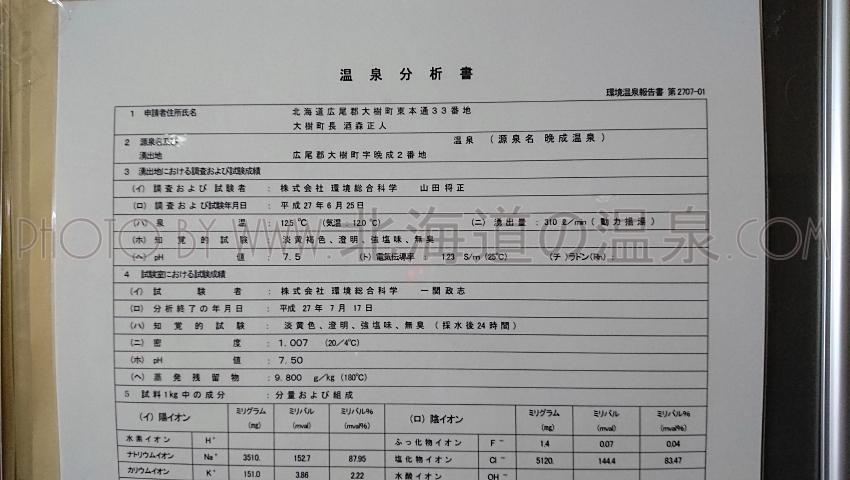 温泉分析書
環境温泉報告書 第2707-01
1 申請者住所氏名 北海道広尾郡大樹町東本通33番地
大樹町長 酒森正人
2 源泉名及び 温泉 (源泉名 晩成温泉)
湧出地 広尾郡大樹町字晩成2番地
3 湧出地における調査および試験成績
(イ) 調査および試験者 : 株式会社 環境総合科学 山田将正
(ロ) 調査および試験年月日 : 平成27年6月25日
(ハ) 泉温 : 12.5 ℃ (気温 12.0 ℃) (ニ) 湧出量 : 310 ℓ/min (動力揚湯)
(ホ) 知覚的試験 : 淡黄褐色、澄明、強塩味、無臭
(ヘ) pH値 : 7.5 (ト) 電気伝導率 : 1.23 S/m (25℃) (チ) ラドン(Rn) :
4 試験室における試験成績
(イ) 試験者 : 株式会社 環境総合科学 一関政志
(ロ) 分析終了の年月日 : 平成 27年 7月 17日
(ハ) 知覚的試験 : 淡黄色、澄明、強塩味、無臭 (採水後24時間)
(ニ) 密度 : 1.007 (20/4℃)
(ホ) pH値 : 7.50
(ヘ) 蒸発残留物 : 9.800 g/kg (180℃)
5 試料1kg中の成分 : 分量および組成
(イ) 陽イオン ミリグラム (mg) ミリバル (mval) ミリバル% (mval%) (ロ) 陰イオン ミリグラム (mg) ミリバル (mval) ミリバル% (mval%)
水素イオン H⁺ ふっ化物イオン F⁻ 1.4 0.07 0.04
ナトリウムイオン Na⁺ 3510. 152.7 87.95 塩化物イオン Cl⁻ 5120. 144.4 83.47
カリウムイオン K⁺ 151.0 3.86 2.22 水酸イオン OH⁻
PHOTO BY WWW.北海道の温泉.COM